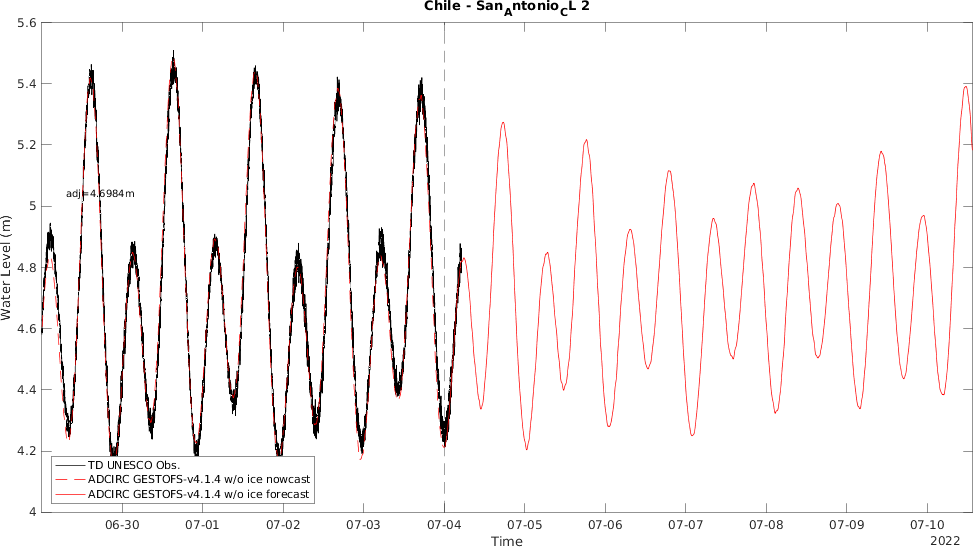 Chile - SanAntonioCL 2
5.6
5.4
5.2
5
4.8
4.6
4.4
4.2
4
Water Level (m)
adj=4.6984m
TD UNESCO Obs.
ADCIRC GESTOFS-v4.1.4 w/o ice nowcast
ADCIRC GESTOFS-v4.1.4 w/o ice forecast
06-30 07-01 07-02 07-03 07-04 07-05 07-06 07-07 07-08 07-09 07-10
Time
2022